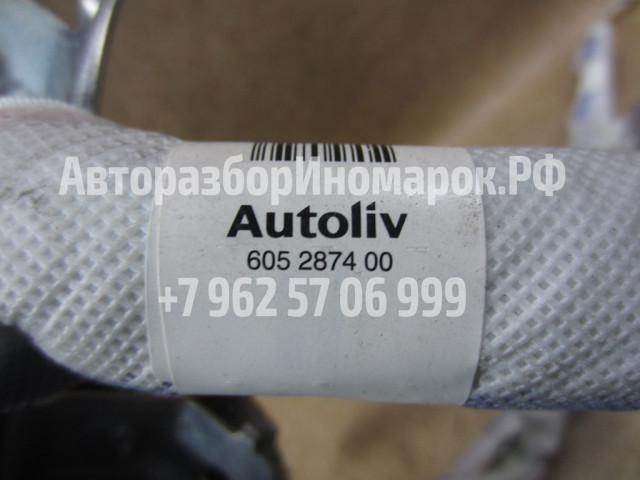 АвторазборИномарок.РФ
Autoliv
605 2874 00
+7 962 57 06 999